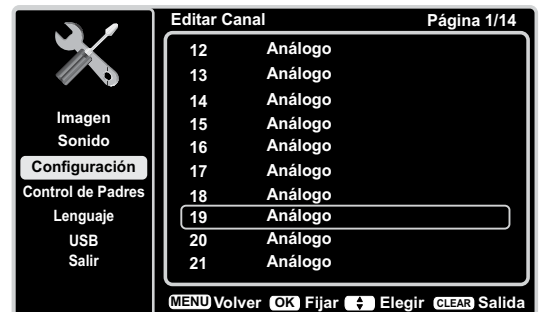 Editar Canal Página 1/14
12 Análogo
13 Análogo
14 Análogo
15 Análogo
16 Análogo
17 Análogo
18 Análogo
19 Análogo
20 Análogo
21 Análogo
Imagen
Sonido
Configuración
Control de Padres
Lenguaje
USB
Salir
MENU Volver OK Fijar Elegir CLEAR Salida